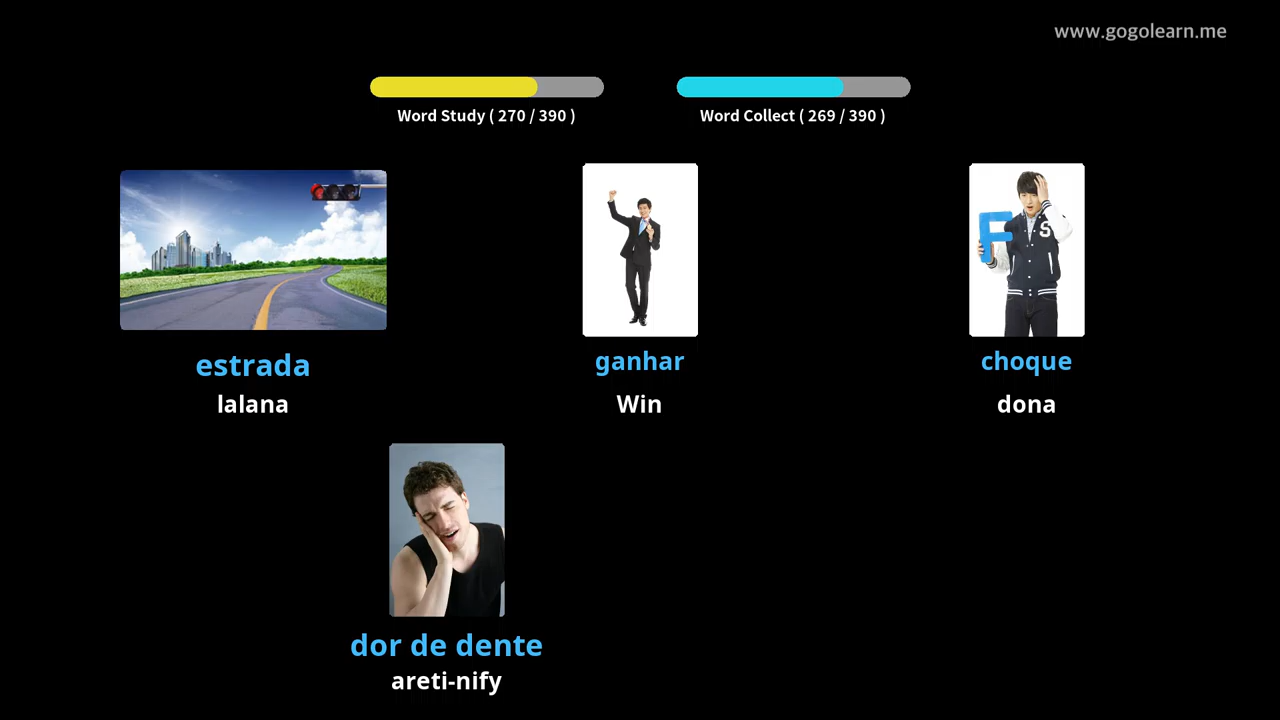 www.gogolearn.me
Word Study ( 270 / 390 )
Word Collect ( 269 / 390 )
F
S
estrada
ganhar
choque
lalana
Win
dona
dor de dente
areti-nify